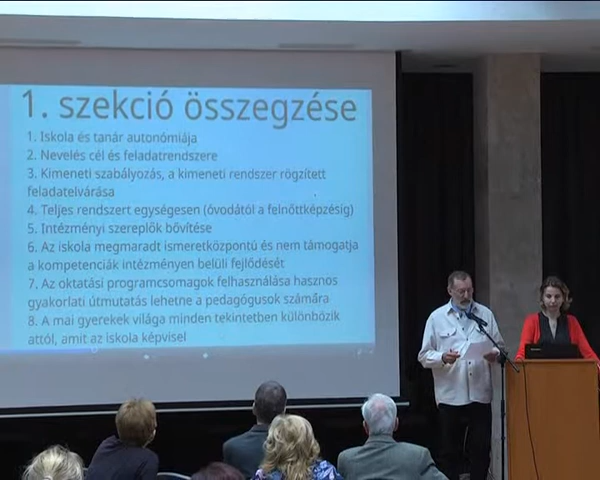 1. szekció összegzése
1. Iskola és tanár autonómiája
2. Nevelés cél és feladatrendszere
3. Kimeneti szabályozás, a kimeneti rendszer rögzített
feladatelvárása
4. Teljes rendszert egységesen (óvodától a felnőttképzésig)
5. Intézményi szereplők bővítése
6. Az iskola megmaradt ismeretközpontú és nem támogatja
a kompetenciák intézményen belüli fejlődését
7. Az oktatási programcsomagok felhasználása hasznos
gyakorlati útmutatás lehetne a pedagógusok számára
8. A mai gyerekek világa minden tekintetben különbözik
attól, amit az iskola képvisel